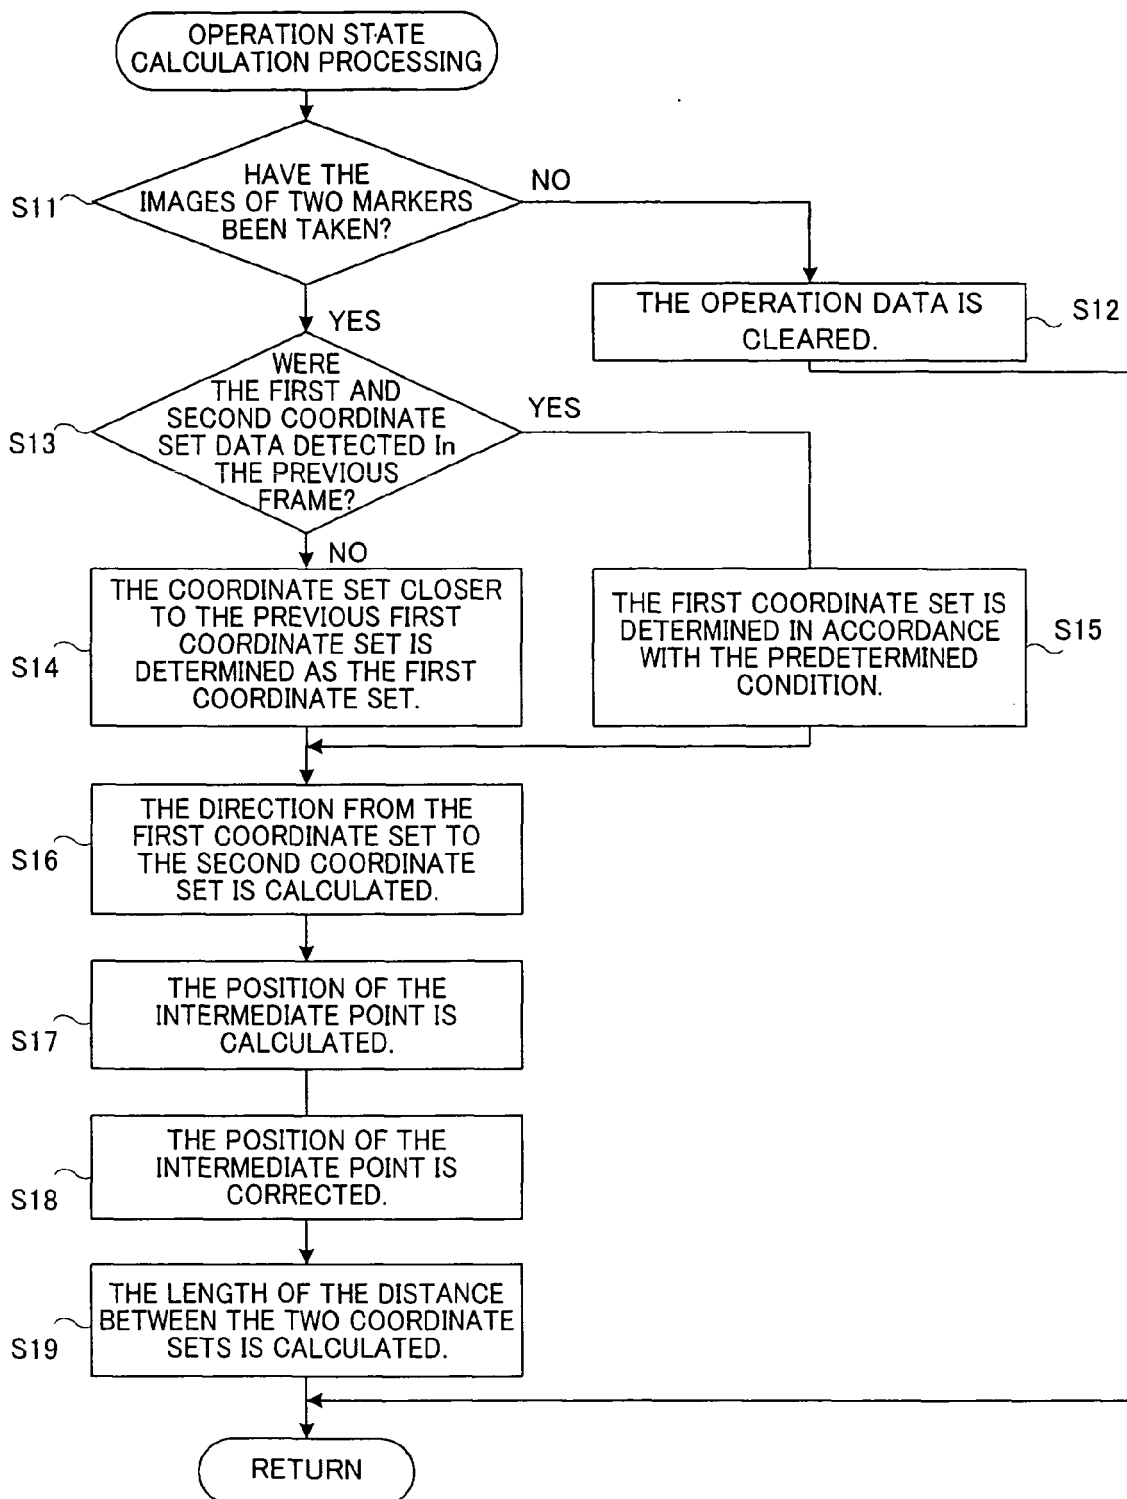 OPERATION STATE
CALCULATION PROCESSING
S11
HAVE THE
IMAGES OF TWO MARKERS
BEEN TAKEN?
NO
YES
THE OPERATION DATA IS
CLEARED.
S12
S13
WERE
THE FIRST AND
SECOND COORDINATE
SET DATA DETECTED In
THE PREVIOUS
FRAME?
YES
NO
S14
THE COORDINATE SET CLOSER
TO THE PREVIOUS FIRST
COORDINATE SET IS
DETERMINED AS THE FIRST
COORDINATE SET.
THE FIRST COORDINATE SET IS
DETERMINED IN ACCORDANCE
WITH THE PREDETERMINED
CONDITION.
S15
S16
THE DIRECTION FROM THE
FIRST COORDINATE SET TO
THE SECOND COORDINATE
SET IS CALCULATED.
S17
THE POSITION OF THE
INTERMEDIATE POINT IS
CALCULATED.
S18
THE POSITION OF THE
INTERMEDIATE POINT IS
CORRECTED.
S19
THE LENGTH OF THE DISTANCE
BETWEEN THE TWO COORDINATE
SETS IS CALCULATED.
RETURN